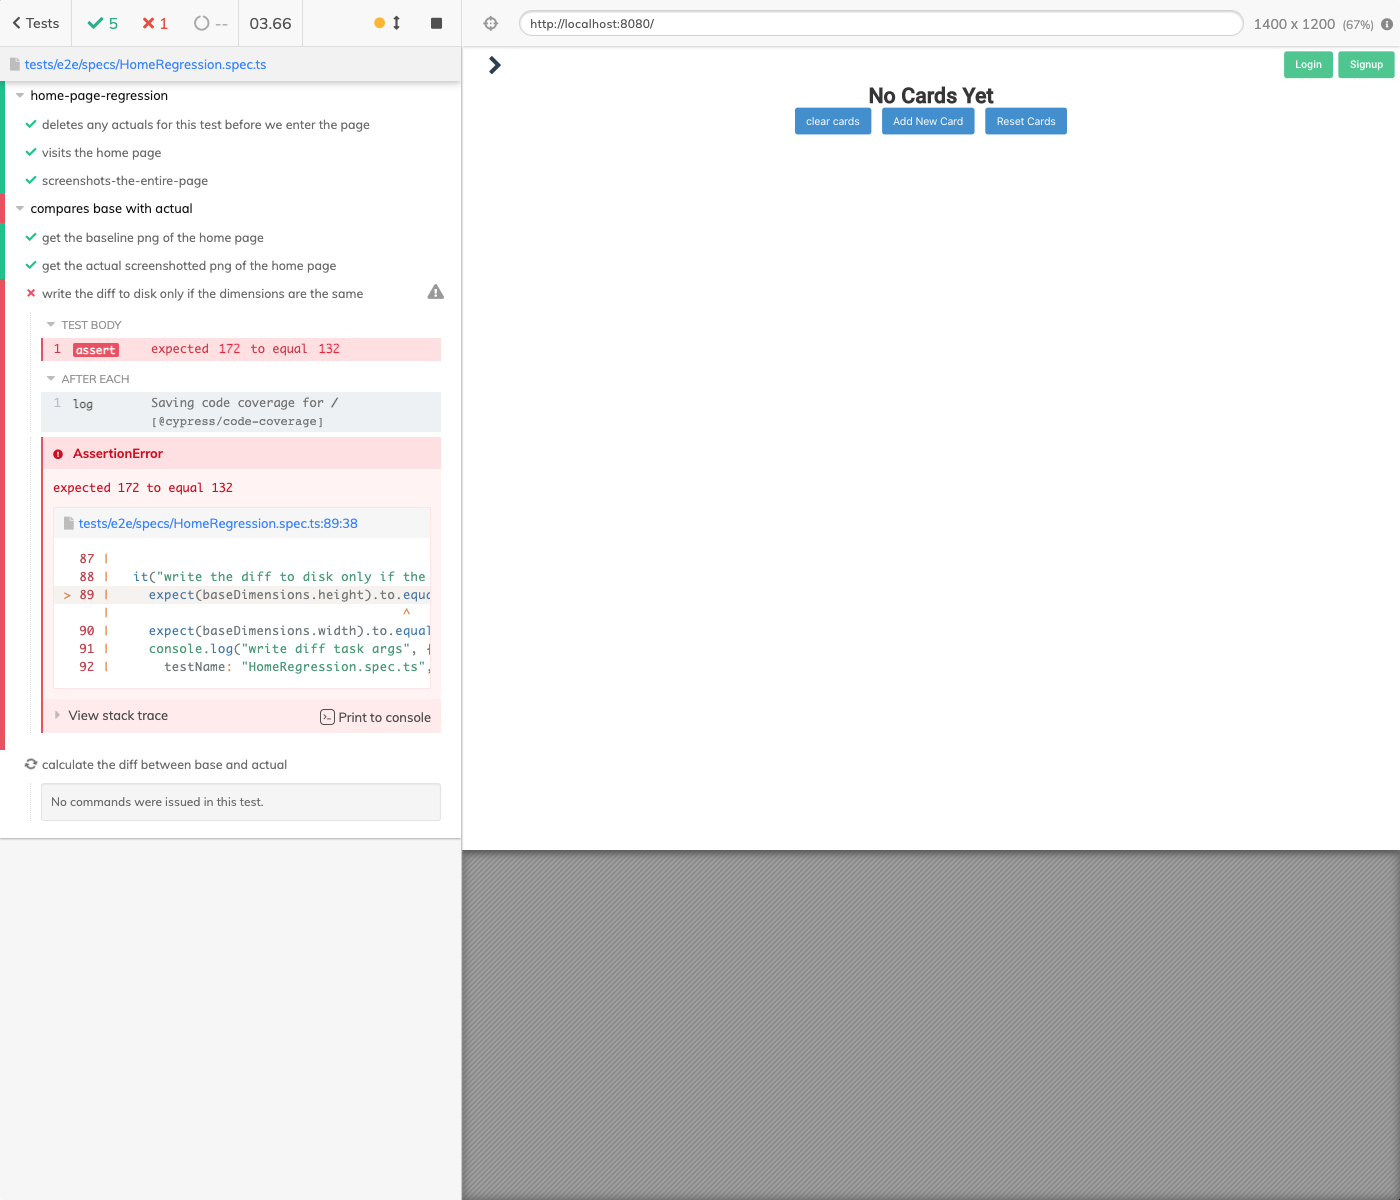 Tests
5
1
--
03.66
http://localhost:8080/
1400 x 1200 (67%)
tests/e2e/specs/HomeRegression.spec.ts
home-page-regression
deletes any actuals for this test before we enter the page
visits the home page
screenshots-the-entire-page
compares base with actual
get the baseline png of the home page
get the actual screenshotted png of the home page
write the diff to disk only if the dimensions are the same
TEST BODY
1 assert expected 172 to equal 132
AFTER EACH
1 log Saving code coverage for /
[@cypress/code-coverage]
AssertionError
expected 172 to equal 132
tests/e2e/specs/HomeRegression.spec.ts:89:38
87 |
88 | it("write the diff to disk only if the
> 89 | expect(baseDimensions.height).to.equa
| ^
90 | expect(baseDimensions.width).to.equal
91 | console.log("write diff task args", {
92 | testName: "HomeRegression.spec.ts",
View stack trace
Print to console
calculate the diff between base and actual
No commands were issued in this test.
Login
Signup
No Cards Yet
clear cards
Add New Card
Reset Cards